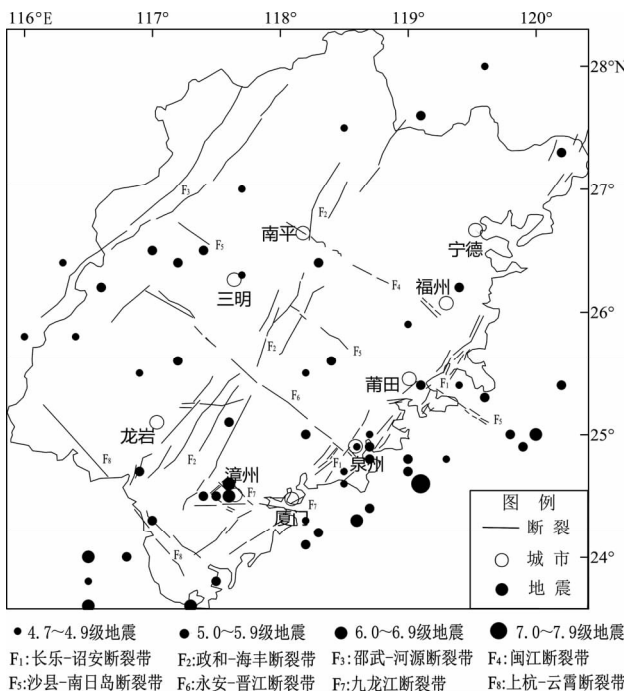 116°E 117° 118° 119° 120°
28°N
F₃
27°
F₂
南平
宁德
F₅
F₄
三明
福州
26°
F₂
F₅
F₆
莆田
F₁
F₅
龙岩
25°
F₈
F₂
F₁
泉州
漳州
F₇
F₇
厦门
F₈
24°
图 例
断 裂
城 市
地 震
4.7~4.9级地震 5.0~5.9级地震 6.0~6.9级地震 7.0~7.9级地震
F₁:长乐-诏安断裂带 F₂:政和-海丰断裂带 F₃:邵武-河源断裂带 F₄:闽江断裂带
F₅:沙县-南日岛断裂带 F₆:永安-晋江断裂带 F₇:九龙江断裂带 F₈:上杭-云霄断裂带